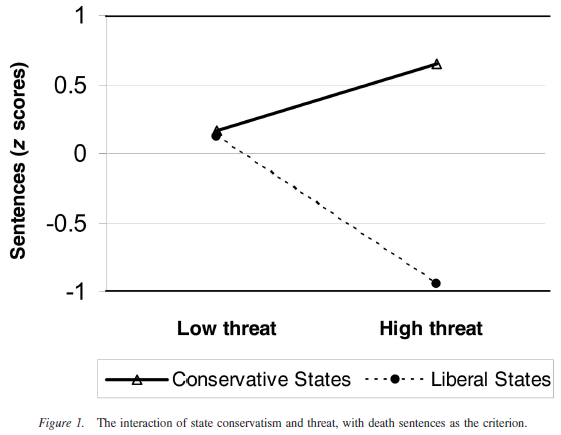 1
0.5
0
-0.5
-1
Sentences (z scores)
Low threat High threat
Conservative States Liberal States
Figure 1. The interaction of state conservatism and threat, with death sentences as the criterion.